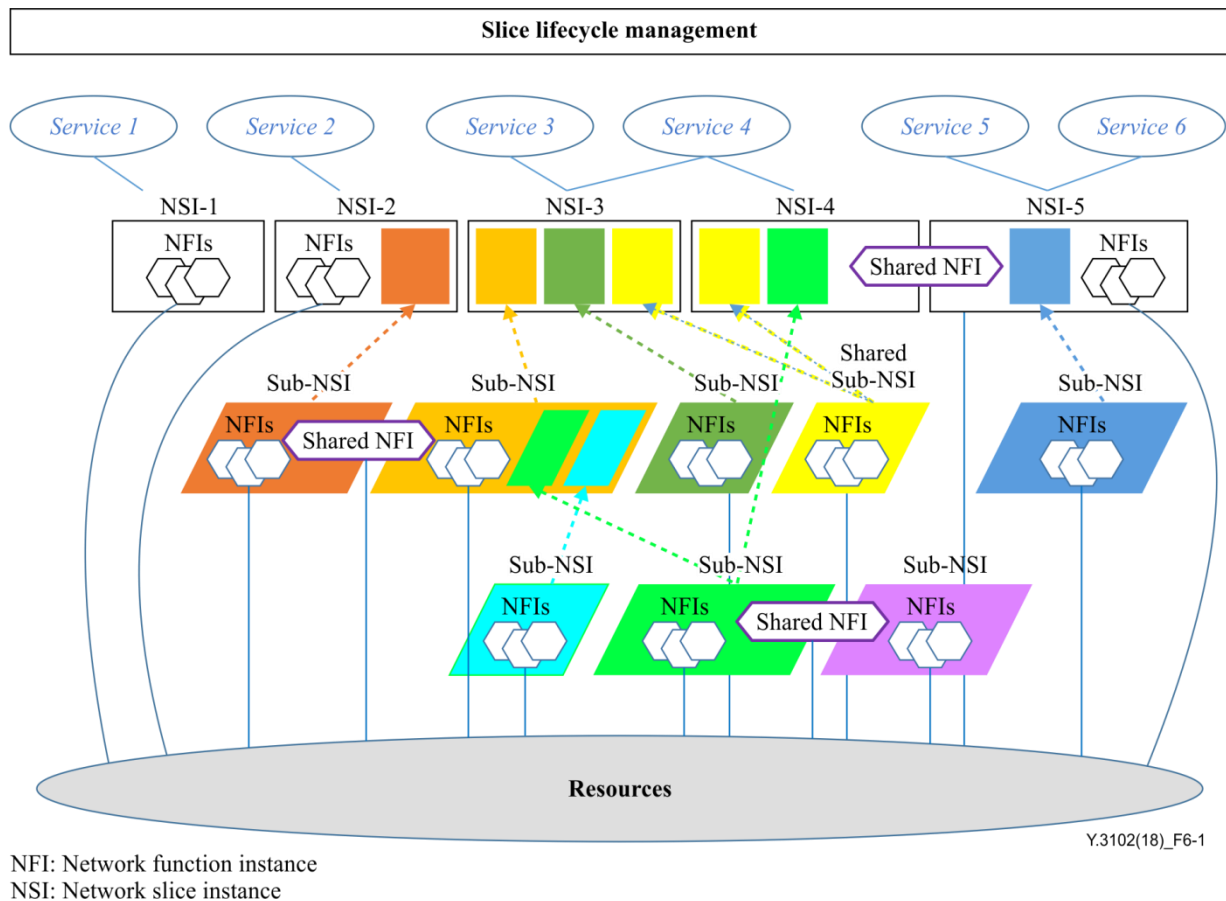 Slice lifecycle management
Service 1
Service 2
Service 3
Service 4
Service 5
Service 6
NSI-1
NSI-2
NSI-3
NSI-4
NSI-5
NFIs
NFIs
Shared NFI
NFIs
Shared
Sub-NSI
Sub-NSI
Sub-NSI
Sub-NSI
Sub-NSI
NFIs
Shared NFI
NFIs
NFIs
NFIs
NFIs
Sub-NSI
Sub-NSI
Sub-NSI
NFIs
NFIs
Shared NFI
NFIs
Resources
Y.3102(18)_F6-1
NFI: Network function instance
NSI: Network slice instance